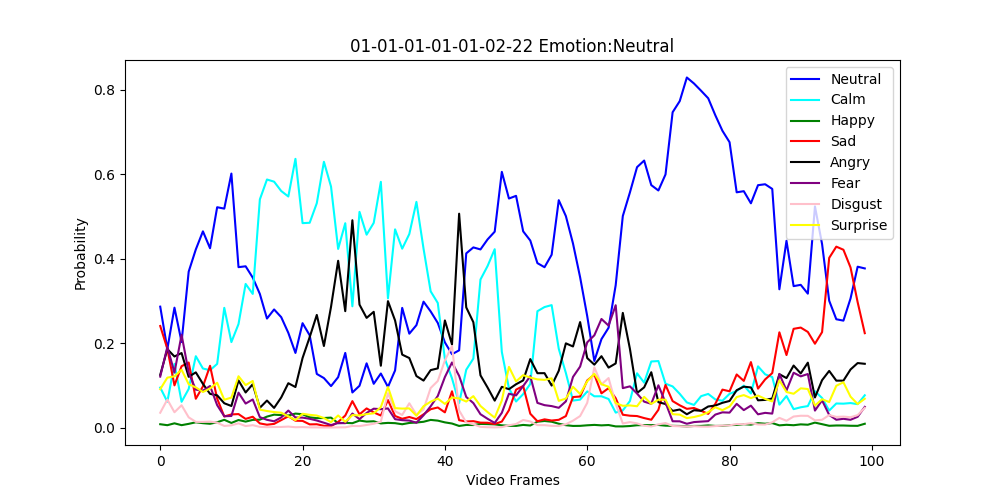 01-01-01-01-01-02-22 Emotion:Neutral
0.8
0.6
0.4
0.2
0.0
Probability
0 20 40 60 80 100
Video Frames
Neutral
Calm
Happy
Sad
Angry
Fear
Disgust
Surprise